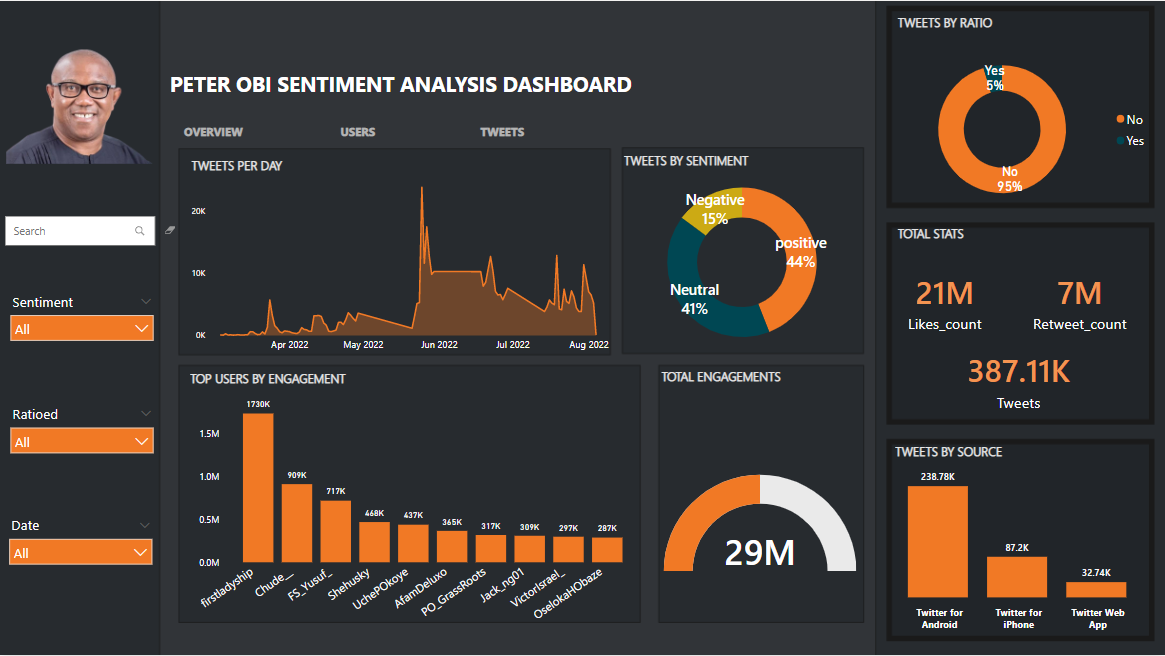 PETER OBI SENTIMENT ANALYSIS DASHBOARD
OVERVIEW
USERS
TWEETS
Search
Sentiment
All
Ratioed
All
Date
All
TWEETS PER DAY
20K
10K
0K
Apr 2022
May 2022
Jun 2022
Jul 2022
Aug 2022
TWEETS BY SENTIMENT
Negative
15%
positive
44%
Neutral
41%
TOP USERS BY ENGAGEMENT
1.5M
1.0M
0.5M
0.0M
1730K
909K
717K
468K
437K
365K
317K
309K
297K
287K
firstladyship
Chude__
FS_Yusuf_
Shehusky
UchePOkoye
AfamDeluxo
PO_GrassRoots
Jack_ng01
VictorIsrael_
OselokaHObaze
TOTAL ENGAGEMENTS
29M
TWEETS BY RATIO
Yes
5%
No
95%
No
Yes
TOTAL STATS
21M
Likes_count
7M
Retweet_count
387.11K
Tweets
TWEETS BY SOURCE
238.78K
87.2K
32.74K
Twitter for
Android
Twitter for
iPhone
Twitter Web
App